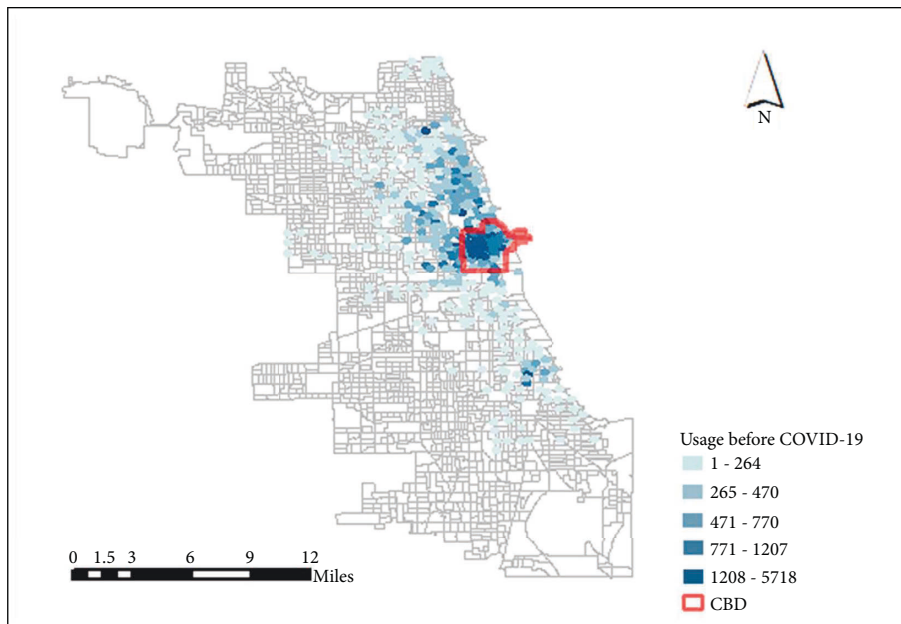 N
Usage before COVID-19
1 - 264
265 - 470
471 - 770
771 - 1207
1208 - 5718
CBD
0 1.5 3 6 9 12
Miles